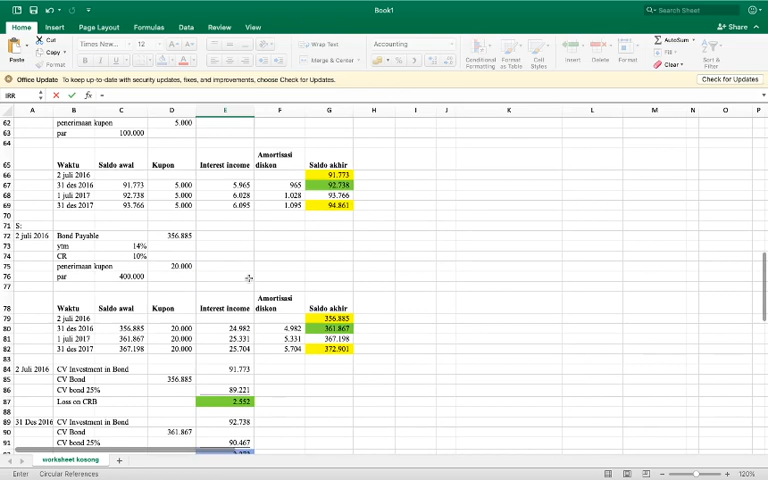 Book1
Search Sheet
Home Insert Page Layout Formulas Data Review View
Share
Paste Cut Copy Format
Times New... 12
Wrap Text
Merge & Center
Accounting
Conditional Formatting Format as Table Cell Styles
Insert Delete Format
AutoSum Fill Clear
Sort & Filter
Office Update To keep up-to-date with security updates, fixes, and improvements, choose Check for Updates. Check for Updates
IRR fx =
A B C D E F G H I J K L M N O P
62 penerimaan kupon 5.000
63 par 100.000
64
65 Waktu Saldo awal Kupon Interest income Amortisasi diskon Saldo akhir
66 2 juli 2016 91.773
67 31 des 2016 91.773 5.000 5.965 965 92.738
68 1 juli 2017 92.738 5.000 6.028 1.028 93.766
69 31 des 2017 93.766 5.000 6.095 1.095 94.861
70
71 S:
72 2 juli 2016 Bond Payable 356.885
73 ytm 14%
74 CR 10%
75 penerimaan kupon 20.000
76 par 400.000
77
78 Waktu Saldo awal Kupon Interest income Amortisasi diskon Saldo akhir
79 2 juli 2016 356.885
80 31 des 2016 356.885 20.000 24.982 4.982 361.867
81 1 juli 2017 361.867 20.000 25.331 5.331 367.198
82 31 des 2017 367.198 20.000 25.704 5.704 372.901
83
84 2 Juli 2016 CV Investment in Bond 91.773
85 CV Bond 356.885
86 CV bond 25% 89.221
87 Loss on CRB 2.552
88
89 31 Des 2016 CV Investment in Bond 92.738
90 CV Bond 361.867
91 CV bond 25% 90.467
worksheet kosong +
Enter Circular References 120%